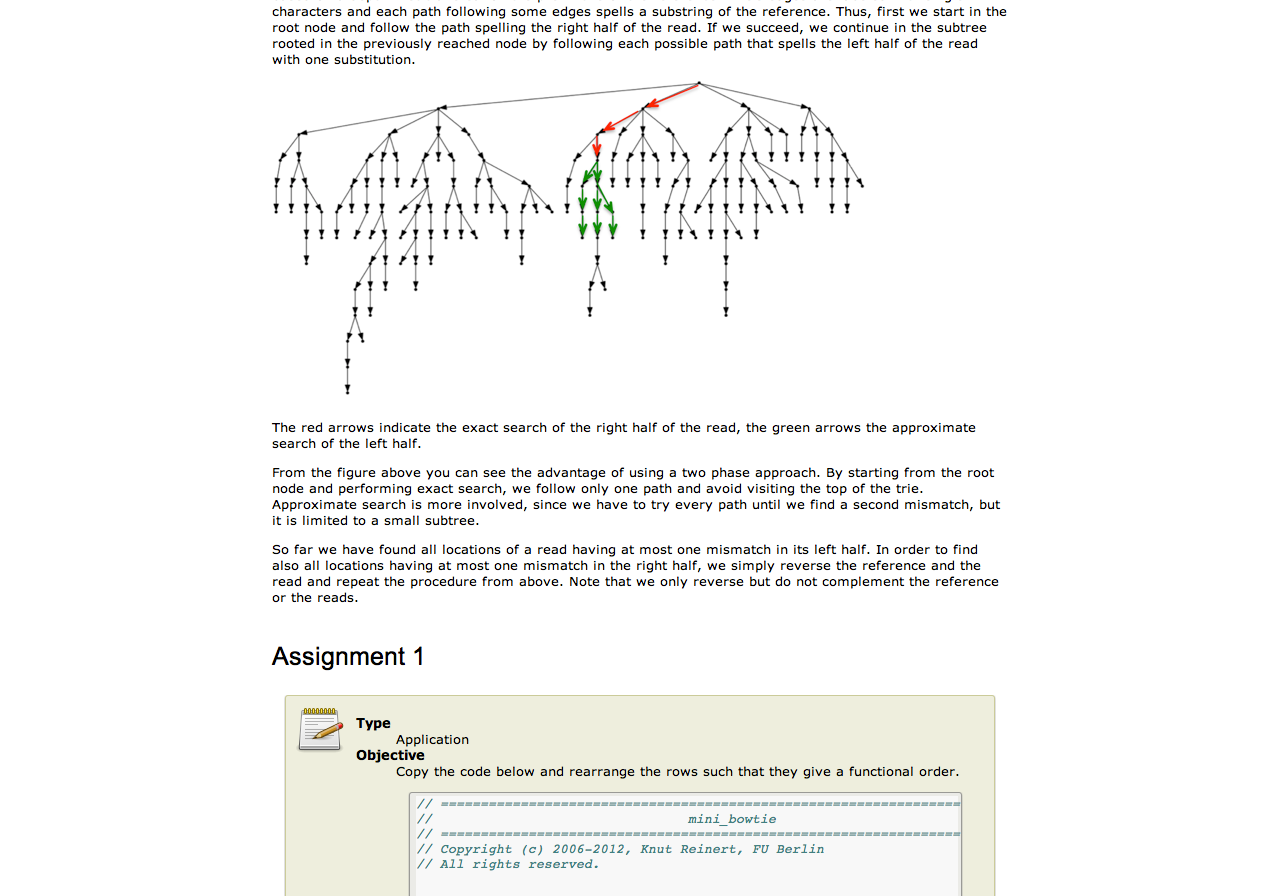 characters and each path following some edges spells a substring of the reference. Thus, first we start in the
root node and follow the path spelling the right half of the read. If we succeed, we continue in the subtree
rooted in the previously reached node by following each possible path that spells the left half of the read
with one substitution.
The red arrows indicate the exact search of the right half of the read, the green arrows the approximate
search of the left half.
From the figure above you can see the advantage of using a two phase approach. By starting from the root
node and performing exact search, we follow only one path and avoid visiting the top of the trie.
Approximate search is more involved, since we have to try every path until we find a second mismatch, but
it is limited to a small subtree.
So far we have found all locations of a read having at most one mismatch in its left half. In order to find
also all locations having at most one mismatch in the right half, we simply reverse the reference and the
read and repeat the procedure from above. Note that we only reverse but do not complement the reference
or the reads.
Assignment 1
Type
Application
Objective
Copy the code below and rearrange the rows such that they give a functional order.
// =================================================================
// mini_bowtie
// =================================================================
// Copyright (c) 2006-2012, Knut Reinert, FU Berlin
// All rights reserved.